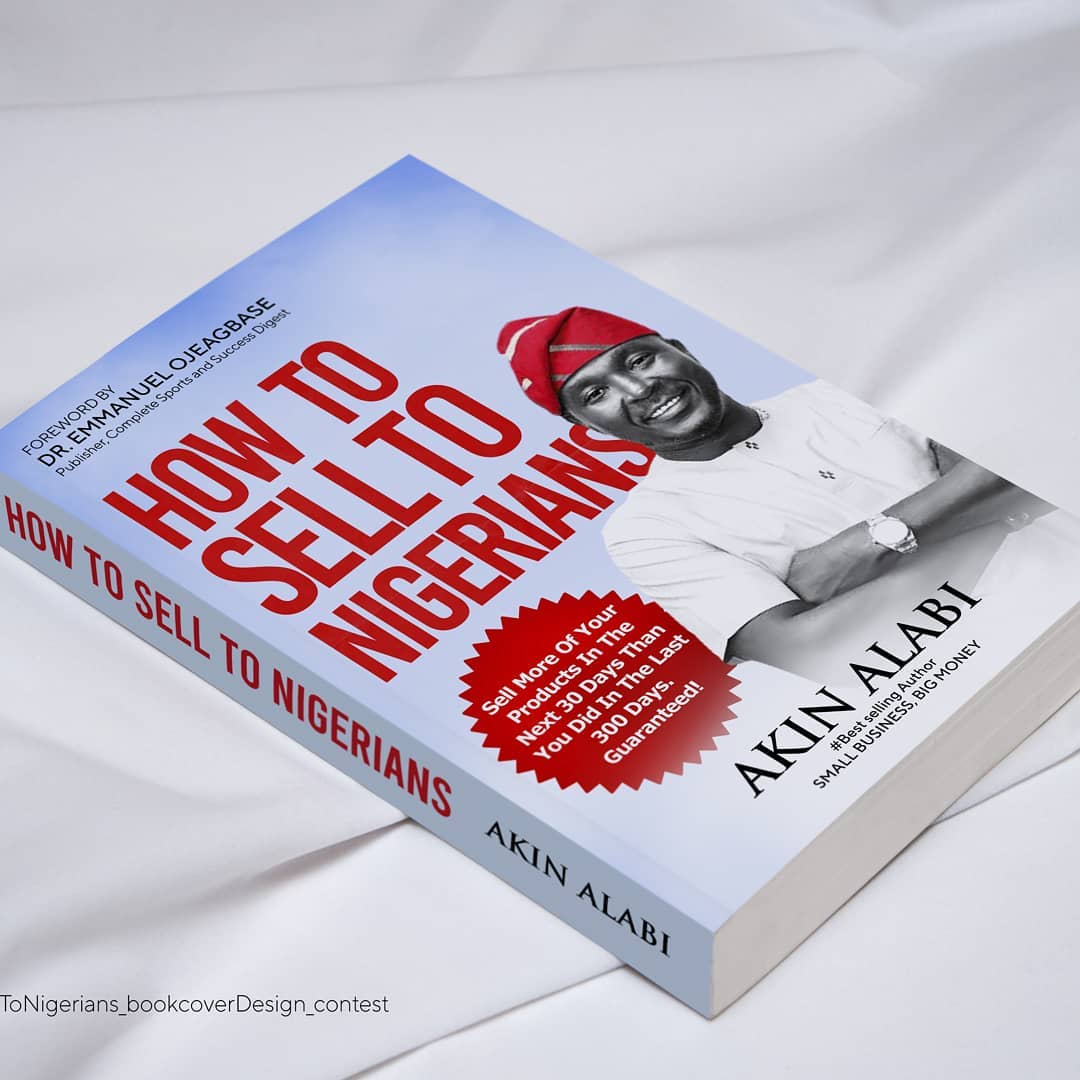 FOREWORD BY
DR. EMMANUEL OJEAGBASE
Publisher, Complete Sports and Success Digest
HOW TO
SELL TO
NIGERIANS
Sell More Of Your
Products In The
Next 30 Days Than
You Did In The Last
300 Days.
Guaranteed!
AKIN ALABI
#Best selling Author
SMALL BUSINESS, BIG MONEY
HOW TO SELL TO NIGERIANS AKIN ALABI
ToNigerians_bookcoverDesign_contest